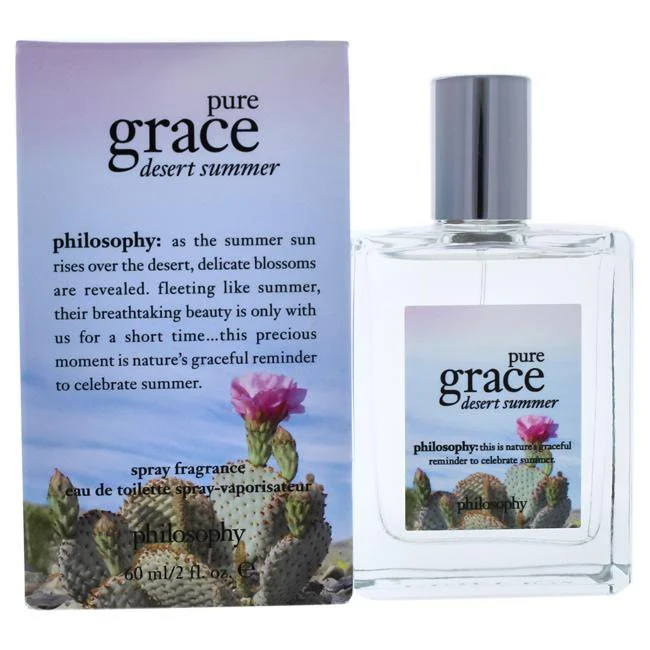 pure
grace
desert summer
philosophy: as the summer sun
rises over the desert, delicate blossoms
are revealed. fleeting like summer,
their breathtaking beauty is only with
us for a short time...this precious
moment is nature's graceful reminder
to celebrate summer.
spray fragrance
eau de toilette spray-vaporisateur
philosophy
60 ml/2 fl. oz. ℮
pure
grace
desert summer
philosophy: this is nature's graceful
reminder to celebrate summer.
philosophy